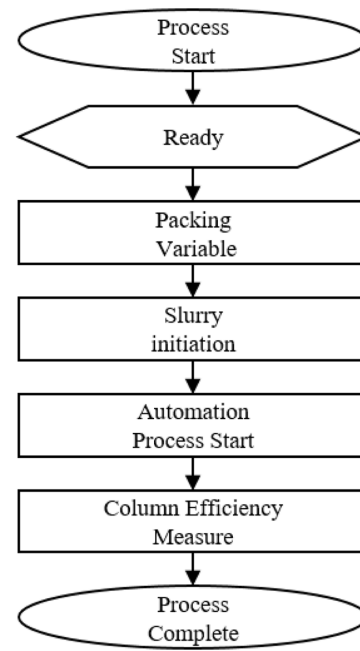 Process
Start
Ready
Packing
Variable
Slurry
initiation
Automation
Process Start
Column Efficiency
Measure
Process
Complete